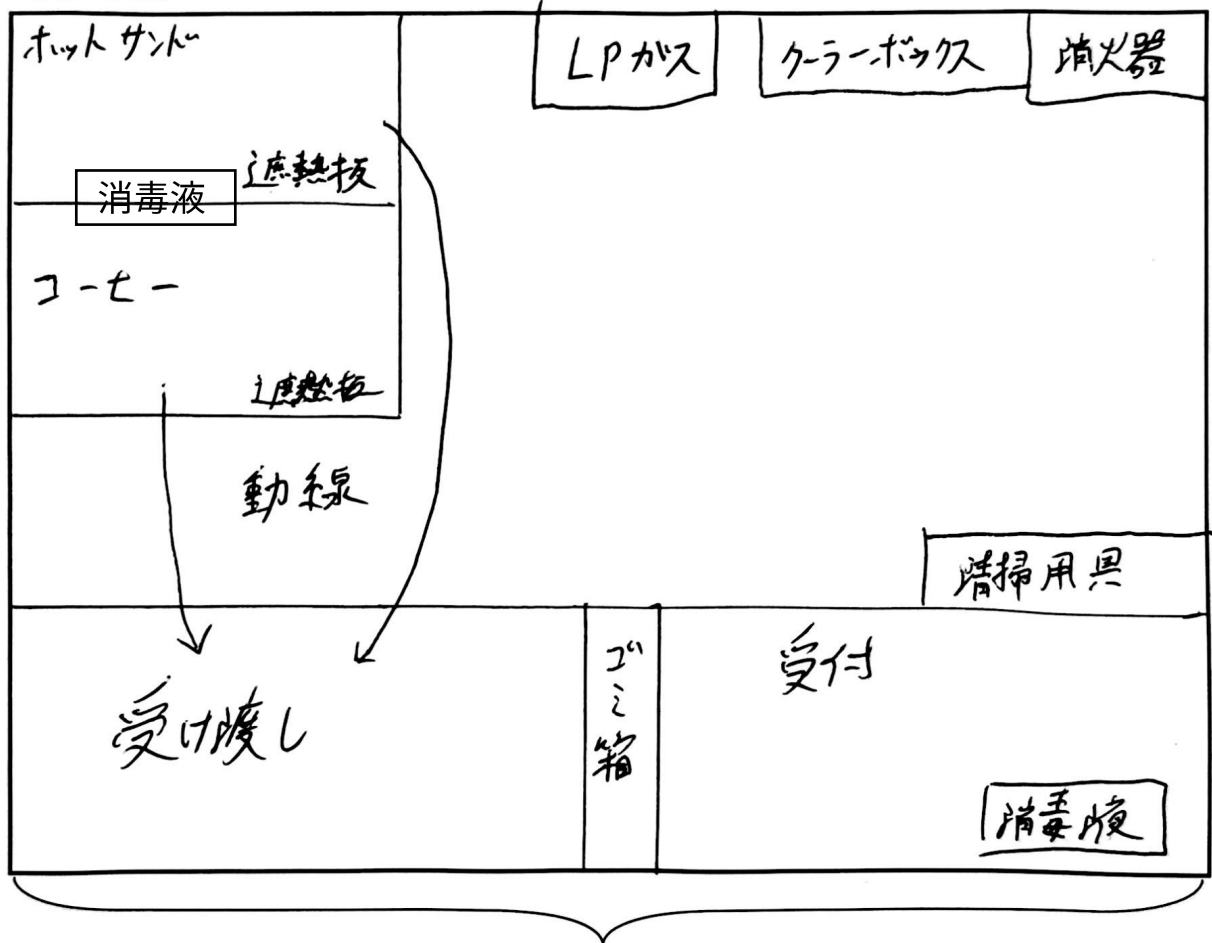 ホットサンド
LPガス
クーラーボックス
消火器
遮熱板
消毒液
コーヒー
遮熱板
動線
清掃用具
受け渡し
ゴミ箱
受付
消毒液